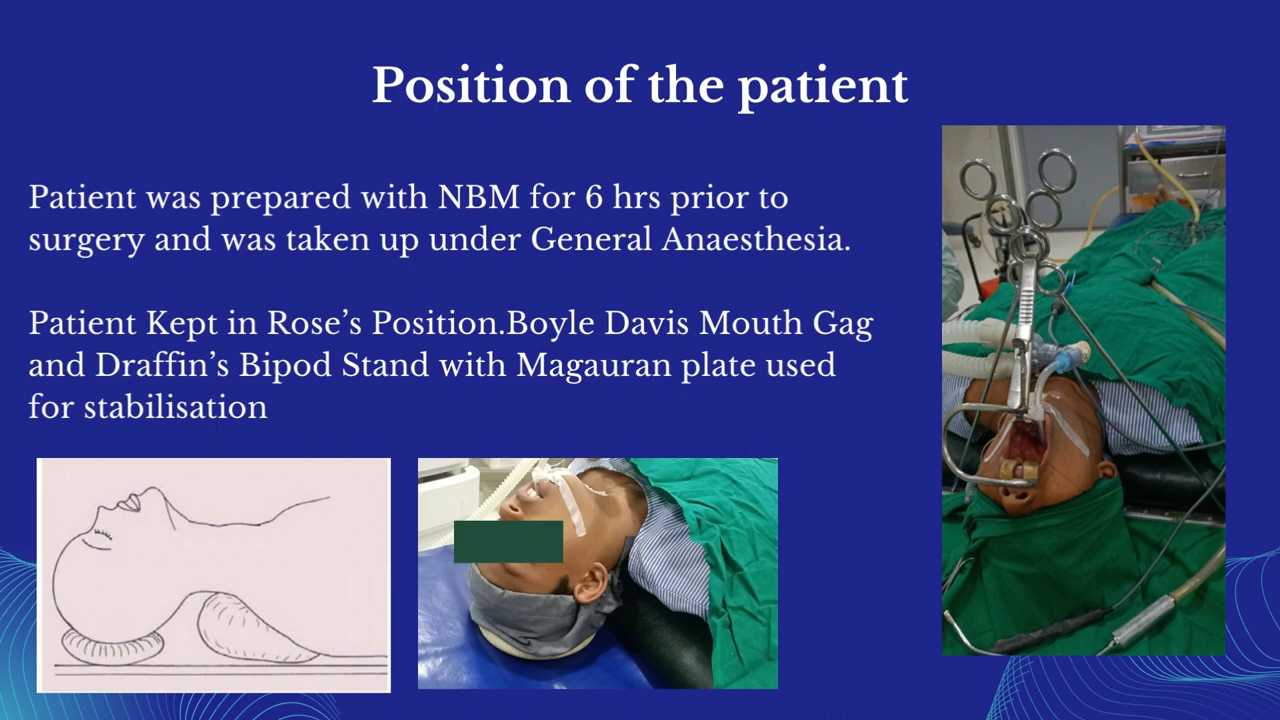 Position of the patient
Patient was prepared with NBM for 6 hrs prior to
surgery and was taken up under General Anaesthesia.
Patient Kept in Rose’s Position.Boyle Davis Mouth Gag
and Draffin’s Bipod Stand with Magauran plate used
for stabilisation